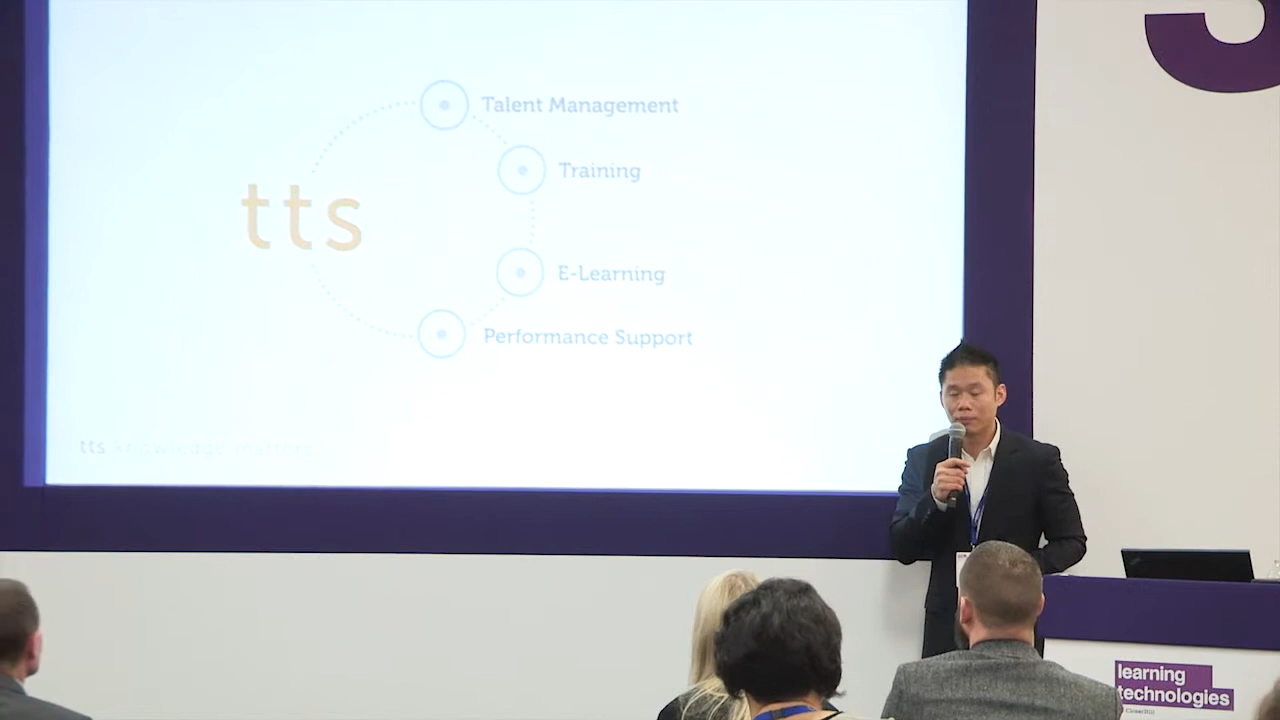 Talent Management
Training
tts
E-Learning
Performance Support
tts knowledge matters
learning
technologies